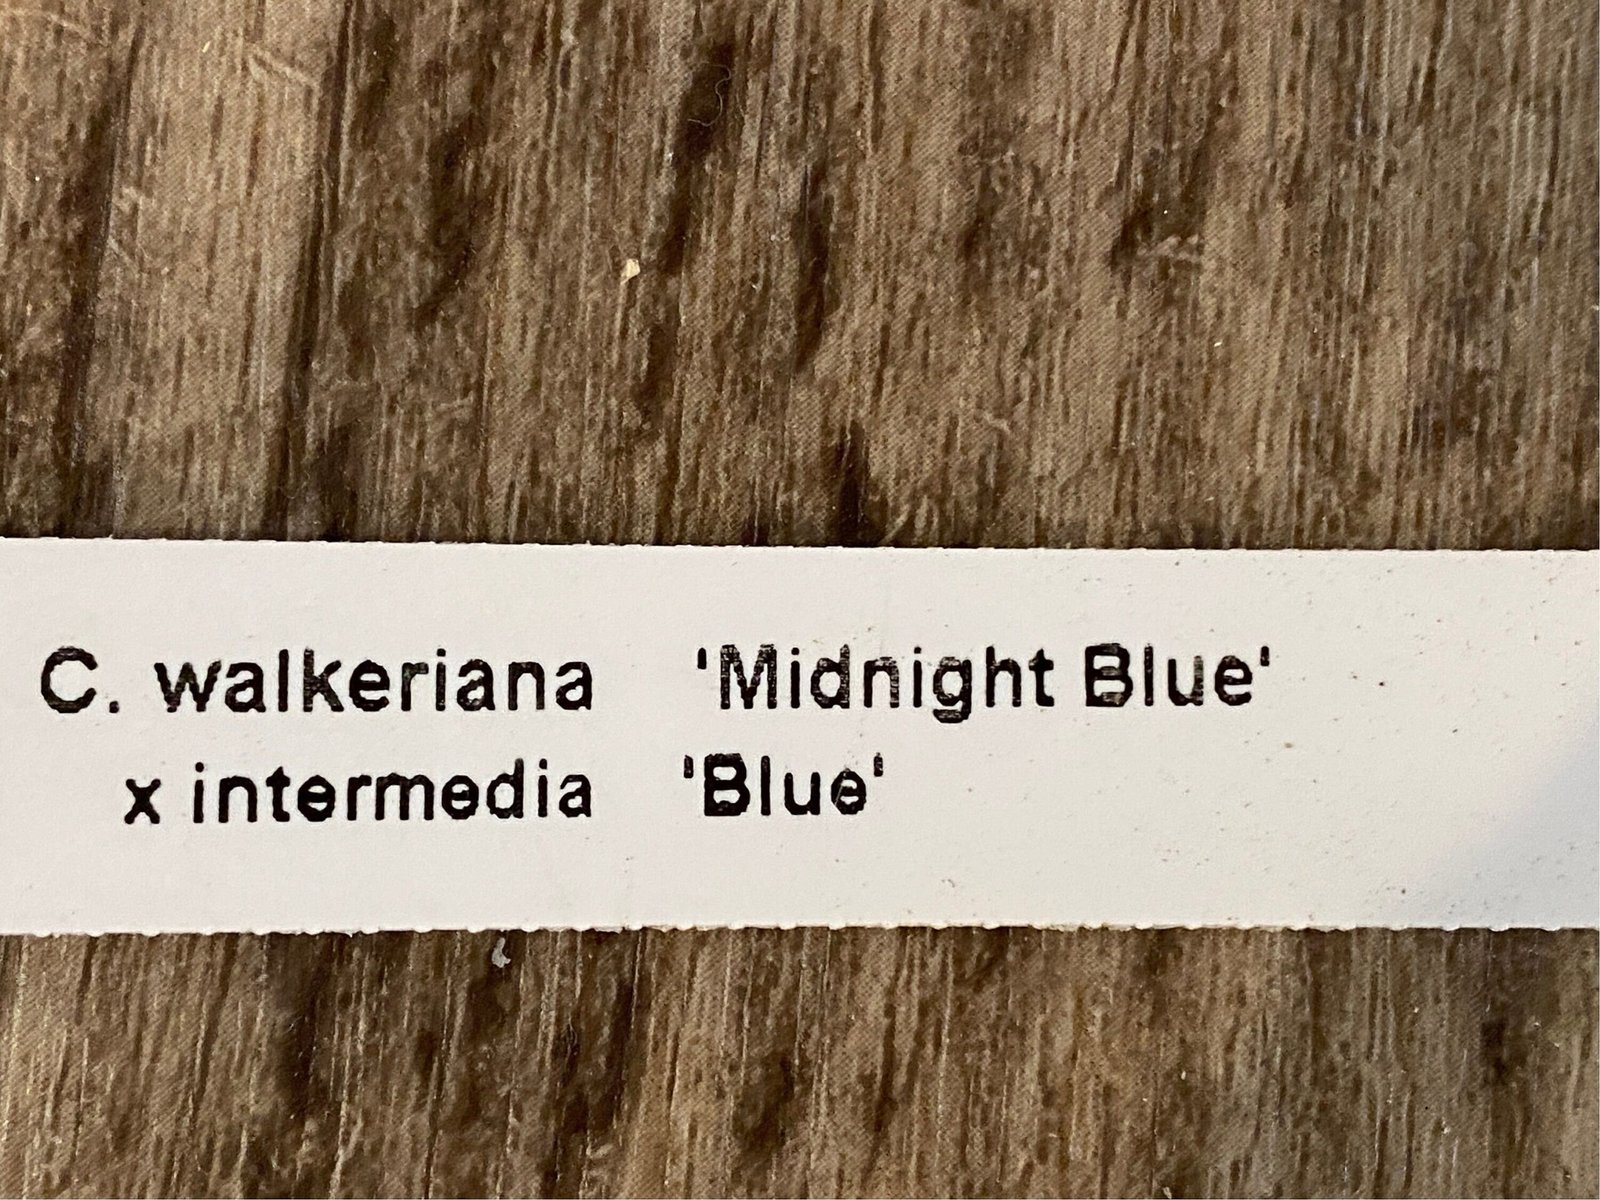 C. walkeriana 'Midnight Blue'
x intermedia 'Blue'